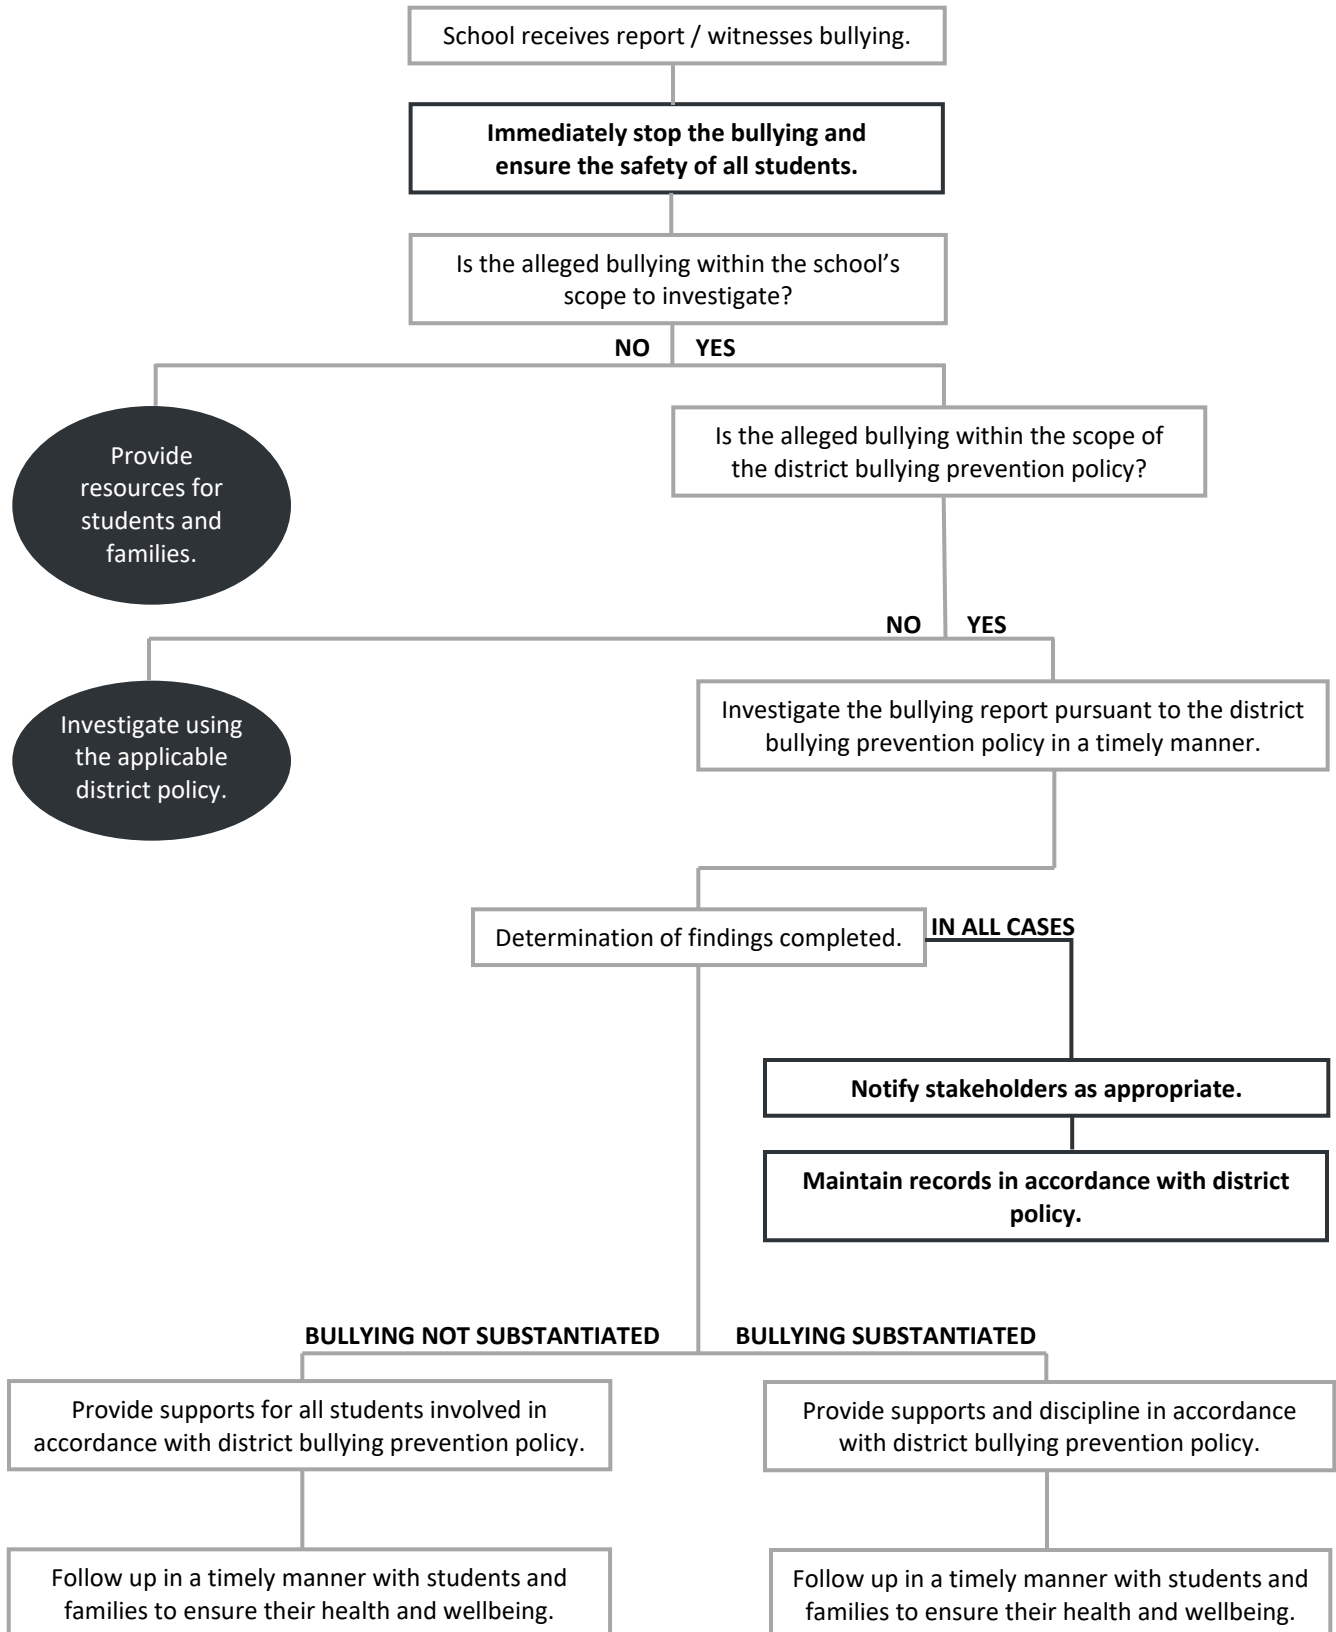 School receives report / witnesses bullying.
Immediately stop the bullying and
ensure the safety of all students.
Is the alleged bullying within the school’s
scope to investigate?
NO YES
Provide
resources for
students and
families.
Is the alleged bullying within the scope of
the district bullying prevention policy?
NO YES
Investigate using
the applicable
district policy.
Investigate the bullying report pursuant to the district
bullying prevention policy in a timely manner.
Determination of findings completed.
IN ALL CASES
Notify stakeholders as appropriate.
Maintain records in accordance with district
policy.
BULLYING NOT SUBSTANTIATED BULLYING SUBSTANTIATED
Provide supports for all students involved in
accordance with district bullying prevention policy.
Provide supports and discipline in accordance
with district bullying prevention policy.
Follow up in a timely manner with students and
families to ensure their health and wellbeing.
Follow up in a timely manner with students and
families to ensure their health and wellbeing.